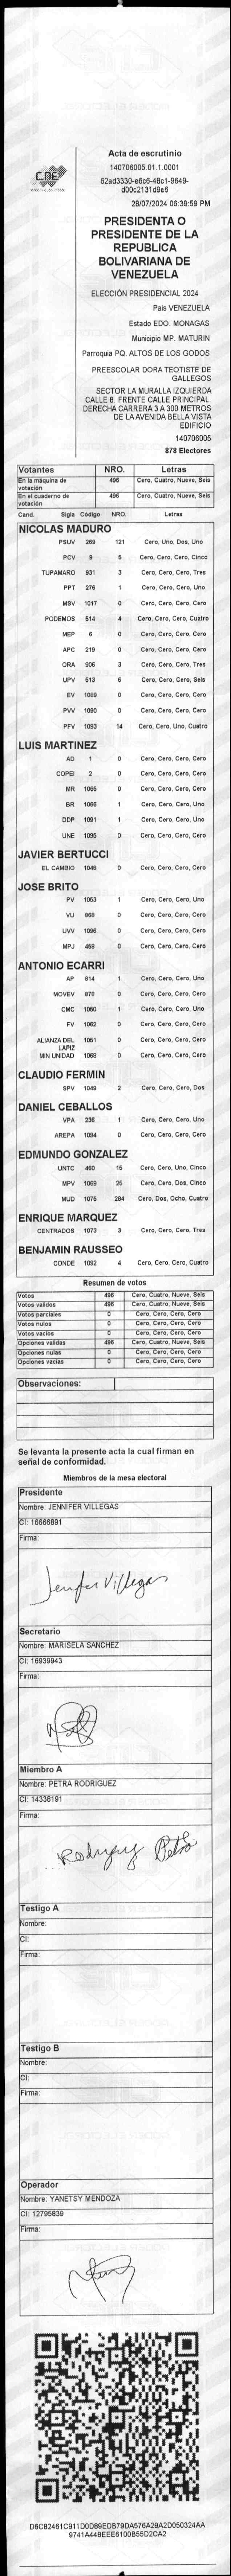 CNE
Acta de escrutinio
140706005.01.1.0001
62ad3330-e6c6-48c1-9649-
d00c2131d9e6
28/07/2024 06:39:59 PM
PRESIDENTA O
PRESIDENTE DE LA
REPUBLICA
BOLIVARIANA DE
VENEZUELA
ELECCIÓN PRESIDENCIAL 2024
Pais VENEZUELA
Estado EDO. MONAGAS
Municipio MP. MATURIN
Parroquia PQ. ALTOS DE LOS GODOS
PREESCOLAR DORA TEOTISTE DE
GALLEGOS
SECTOR LA MURALLA IZQUIERDA
CALLE 8. FRENTE CALLE PRINCIPAL.
DERECHA CARRERA 3 A 300 METROS
DE LA AVENIDA BELLA VISTA
EDIFICIO
140706005
878 Electores
Votantes NRO. Letras
En la máquina de votación 496 Cero, Cuatro, Nueve, Seis
En el cuaderno de votación 496 Cero, Cuatro, Nueve, Seis
Cand. Sigla Código NRO. Letras
NICOLAS MADURO
PSUV 269 121 Cero, Uno, Dos, Uno
PCV 9 5 Cero, Cero, Cero, Cinco
TUPAMARO 931 3 Cero, Cero, Cero, Tres
PPT 276 1 Cero, Cero, Cero, Uno
MSV 1017 0 Cero, Cero, Cero, Cero
PODEMOS 514 4 Cero, Cero, Cero, Cuatro
MEP 6 0 Cero, Cero, Cero, Cero
APC 219 0 Cero, Cero, Cero, Cero
ORA 906 3 Cero, Cero, Cero, Tres
UPV 513 6 Cero, Cero, Cero, Seis
EV 1089 0 Cero, Cero, Cero, Cero
PVV 1090 0 Cero, Cero, Cero, Cero
PFV 1093 14 Cero, Cero, Uno, Cuatro
LUIS MARTINEZ
AD 1 0 Cero, Cero, Cero, Cero
COPEI 2 0 Cero, Cero, Cero, Cero
MR 1065 0 Cero, Cero, Cero, Cero
BR 1066 1 Cero, Cero, Cero, Uno
DDP 1091 1 Cero, Cero, Cero, Uno
UNE 1095 0 Cero, Cero, Cero, Cero
JAVIER BERTUCCI
EL CAMBIO 1048 0 Cero, Cero, Cero, Cero
JOSE BRITO
PV 1053 1 Cero, Cero, Cero, Uno
VU 868 0 Cero, Cero, Cero, Cero
UVV 1096 0 Cero, Cero, Cero, Cero
MPJ 458 0 Cero, Cero, Cero, Cero
ANTONIO ECARRI
AP 814 1 Cero, Cero, Cero, Uno
MOVEV 878 0 Cero, Cero, Cero, Cero
CMC 1050 1 Cero, Cero, Cero, Uno
FV 1062 0 Cero, Cero, Cero, Cero
ALIANZA DEL LAPIZ 1051 0 Cero, Cero, Cero, Cero
MIN UNIDAD 1068 0 Cero, Cero, Cero, Cero
CLAUDIO FERMIN
SPV 1049 2 Cero, Cero, Cero, Dos
DANIEL CEBALLOS
VPA 236 1 Cero, Cero, Cero, Uno
AREPA 1094 0 Cero, Cero, Cero, Cero
EDMUNDO GONZALEZ
UNTC 460 15 Cero, Cero, Uno, Cinco
MPV 1069 25 Cero, Cero, Dos, Cinco
MUD 1075 284 Cero, Dos, Ocho, Cuatro
ENRIQUE MARQUEZ
CENTRADOS 1073 3 Cero, Cero, Cero, Tres
BENJAMIN RAUSSEO
CONDE 1092 4 Cero, Cero, Cero, Cuatro
Resumen de votos
Votos 496 Cero, Cuatro, Nueve, Seis
Votos validos 496 Cero, Cuatro, Nueve, Seis
Votos parciales 0 Cero, Cero, Cero, Cero
Votos nulos 0 Cero, Cero, Cero, Cero
Votos vacios 0 Cero, Cero, Cero, Cero
Opciones validas 496 Cero, Cuatro, Nueve, Seis
Opciones nulas 0 Cero, Cero, Cero, Cero
Opciones vacias 0 Cero, Cero, Cero, Cero
Observaciones:
Se levanta la presente acta la cual firman en
señal de conformidad.
Miembros de la mesa electoral
Presidente
Nombre: JENNIFER VILLEGAS
CI: 16666891
Firma:
Jenifer Villegas
Secretario
Nombre: MARISELA SANCHEZ
CI: 16939943
Firma:
Miembro A
Nombre: PETRA RODRIGUEZ
CI: 14338191
Firma:
Petra
Testigo A
Nombre:
CI:
Firma:
Testigo B
Nombre:
CI:
Firma:
Operador
Nombre: YANETSY MENDOZA
CI: 12795839
Firma:
D6C82461C911D0D89EDB79DA576A29A2D050324AA
9741A44BEEE6100B55D2CA2